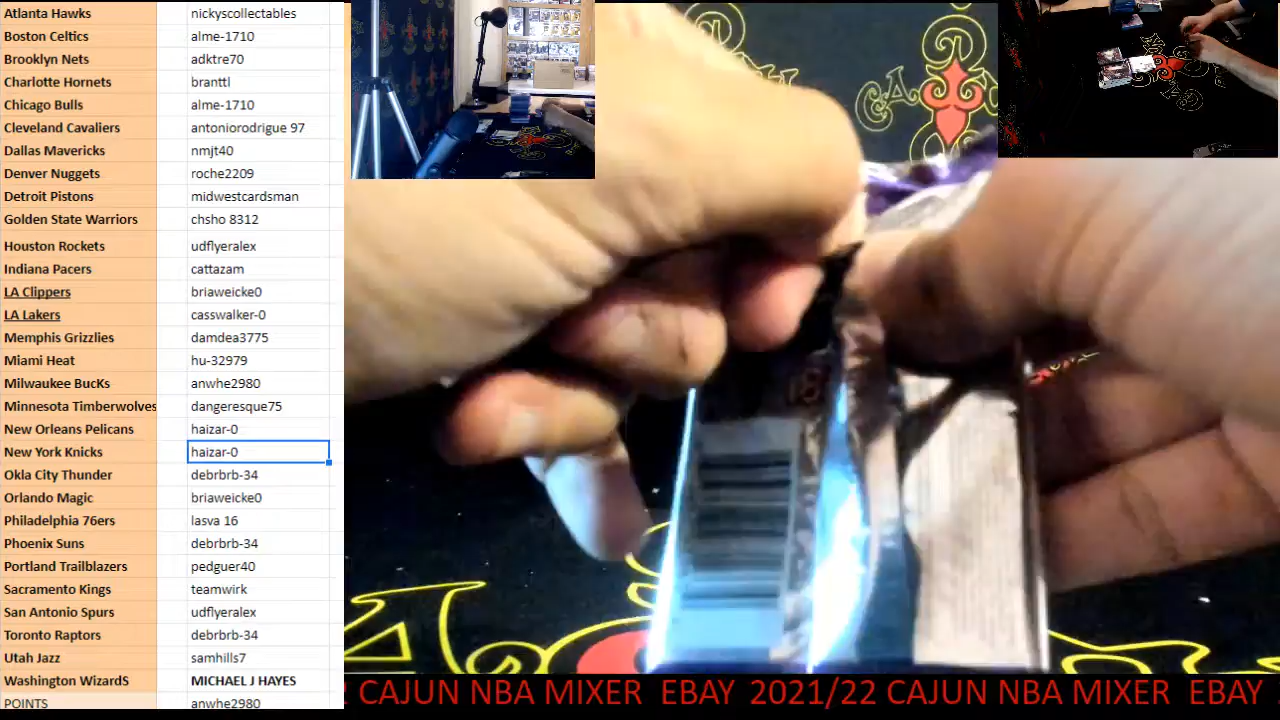 Atlanta Hawks nickyscollectables
Boston Celtics alme-1710
Brooklyn Nets adktre70
Charlotte Hornets branttl
Chicago Bulls alme-1710
Cleveland Cavaliers antoniorodrigue 97
Dallas Mavericks nmjt40
Denver Nuggets roche2209
Detroit Pistons midwestcardsman
Golden State Warriors chsho 8312
Houston Rockets udflyeralex
Indiana Pacers cattazam
LA Clippers briaweicke0
LA Lakers casswalker-0
Memphis Grizzlies damdea3775
Miami Heat hu-32979
Milwaukee BucKs anwhe2980
Minnesota Timberwolves dangeresque75
New Orleans Pelicans haizar-0
New York Knicks haizar-0
Okla City Thunder debrbrb-34
Orlando Magic briaweicke0
Philadelphia 76ers lasva 16
Phoenix Suns debrbrb-34
Portland Trailblazers pedguer40
Sacramento Kings teamwirk
San Antonio Spurs udflyeralex
Toronto Raptors debrbrb-34
Utah Jazz samhills7
Washington WizardS MICHAEL J HAYES
POINTS anwhe2980
2 CAJUN NBA MIXER EBAY 2021/22 CAJUN NBA MIXER EBAY